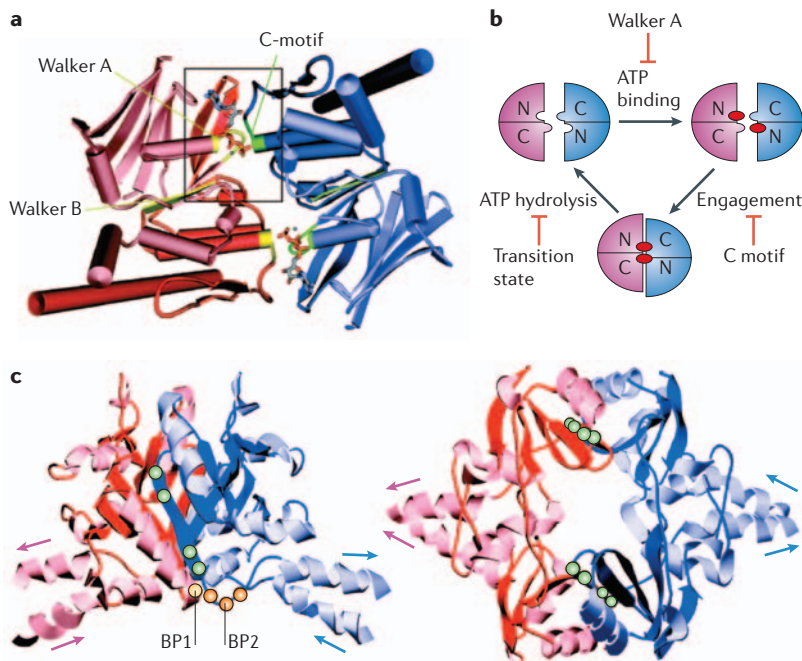 a
Walker A
C-motif
Walker B
b
Walker A
ATP
binding
N
C
C
N
N
C
C
N
ATP hydrolysis
Engagement
N
C
C
N
Transition
state
C motif
c
BP1
BP2